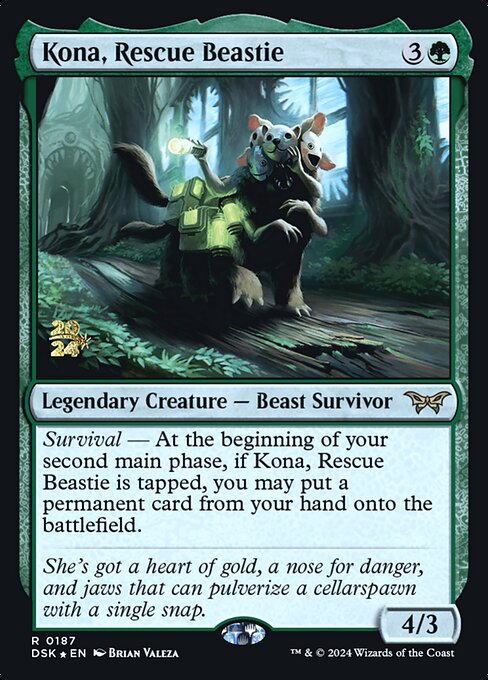 Kona, Rescue Beastie 3
2024
Legendary Creature — Beast Survivor
Survival — At the beginning of your
second main phase, if Kona, Rescue
Beastie is tapped, you may put a
permanent card from your hand onto the
battlefield.
She's got a heart of gold, a nose for danger,
and jaws that can pulverize a cellarspawn
with a single snap.
4/3
R 0187
DSK ★ EN Brian Valeza
™ & © 2024 Wizards of the Coast